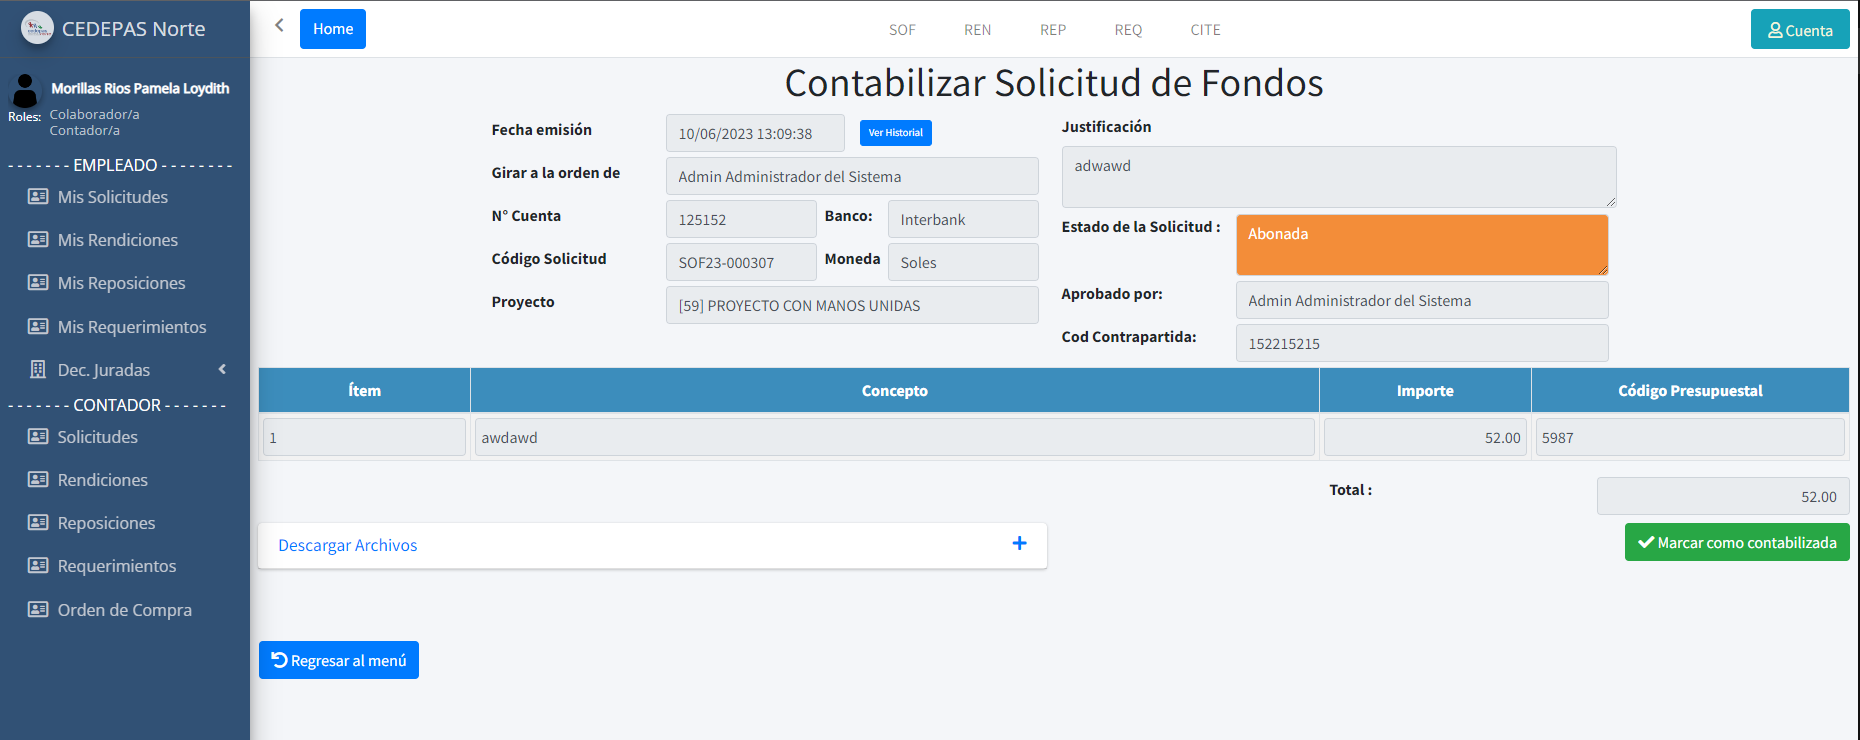 CEDEPAS Norte
Morillas Rios Pamela Loydith
Roles: Colaborador/a
Contador/a
- - - - - - - EMPLEADO - - - - - - - -
Mis Solicitudes
Mis Rendiciones
Mis Reposiciones
Mis Requerimientos
Dec. Juradas
- - - - - - - CONTADOR - - - - - - -
Solicitudes
Rendiciones
Reposiciones
Requerimientos
Orden de Compra
Home
SOF REN REP REQ CITE
Cuenta
Contabilizar Solicitud de Fondos
Fecha emisión 10/06/2023 13:09:38 Ver Historial
Girar a la orden de Admin Administrador del Sistema
N° Cuenta 125152 Banco: Interbank
Código Solicitud SOF23-000307 Moneda Soles
Proyecto [59] PROYECTO CON MANOS UNIDAS
Justificación
adwawd
Estado de la Solicitud : Abonada
Aprobado por: Admin Administrador del Sistema
Cod Contrapartida: 152215215
Ítem Concepto Importe Código Presupuestal
1 awdawd 52.00 5987
Total : 52.00
Descargar Archivos
Marcar como contabilizada
Regresar al menú